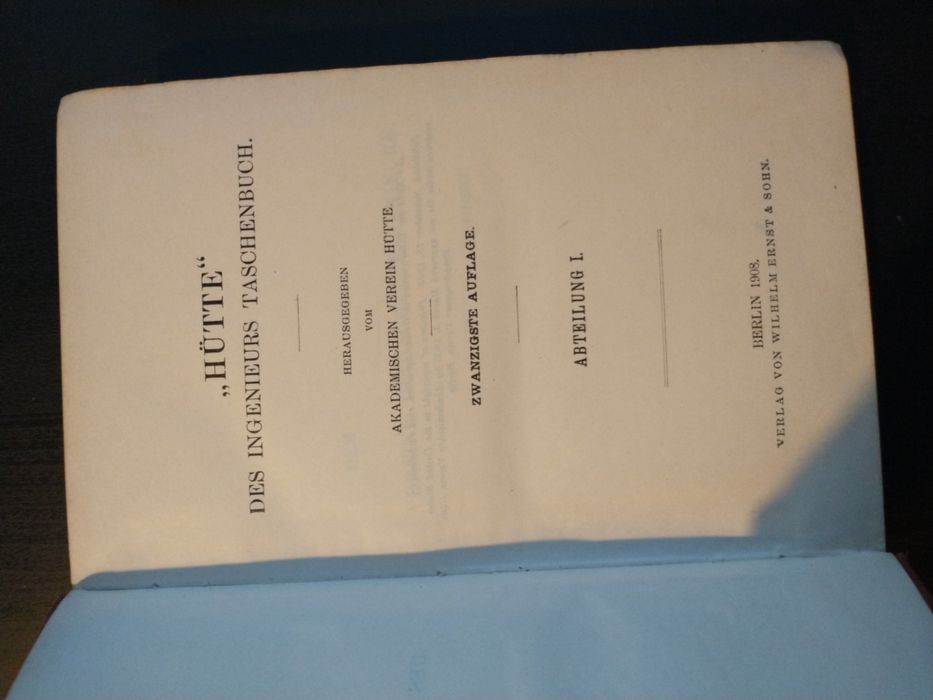 „HÜTTE“
DES INGENIEURS TASCHENBUCH.
HERAUSGEGEBEN
VOM
AKADEMISCHEN VEREIN HÜTTE.
ZWANZIGSTE AUFLAGE.
ABTEILUNG I.
BERLIN 1908.
VERLAG VON WILHELM ERNST & SOHN.